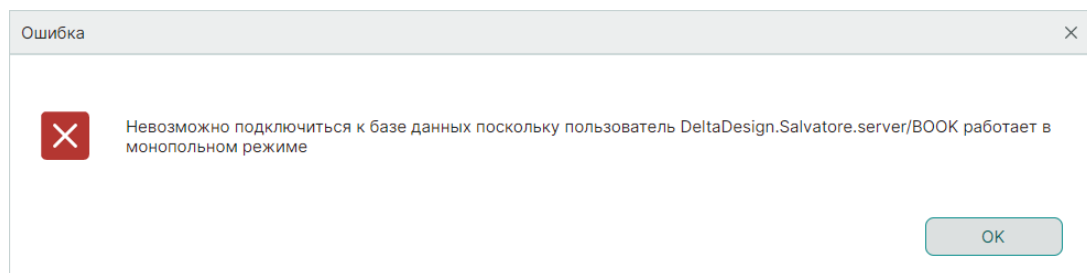 Ошибка
Невозможно подключиться к базе данных поскольку пользователь DeltaDesign.Salvatore.server/BOOK работает в
монопольном режиме
OK